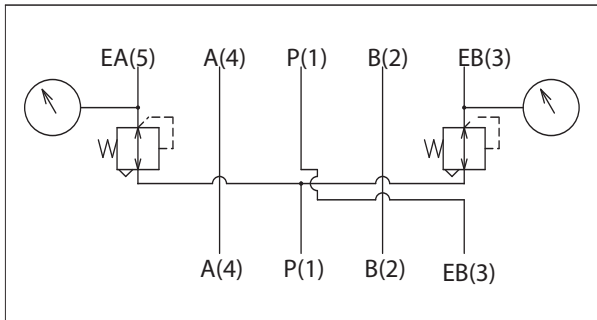 EA(5) A(4) P(1) B(2) EB(3)
A(4) P(1) B(2) EB(3)